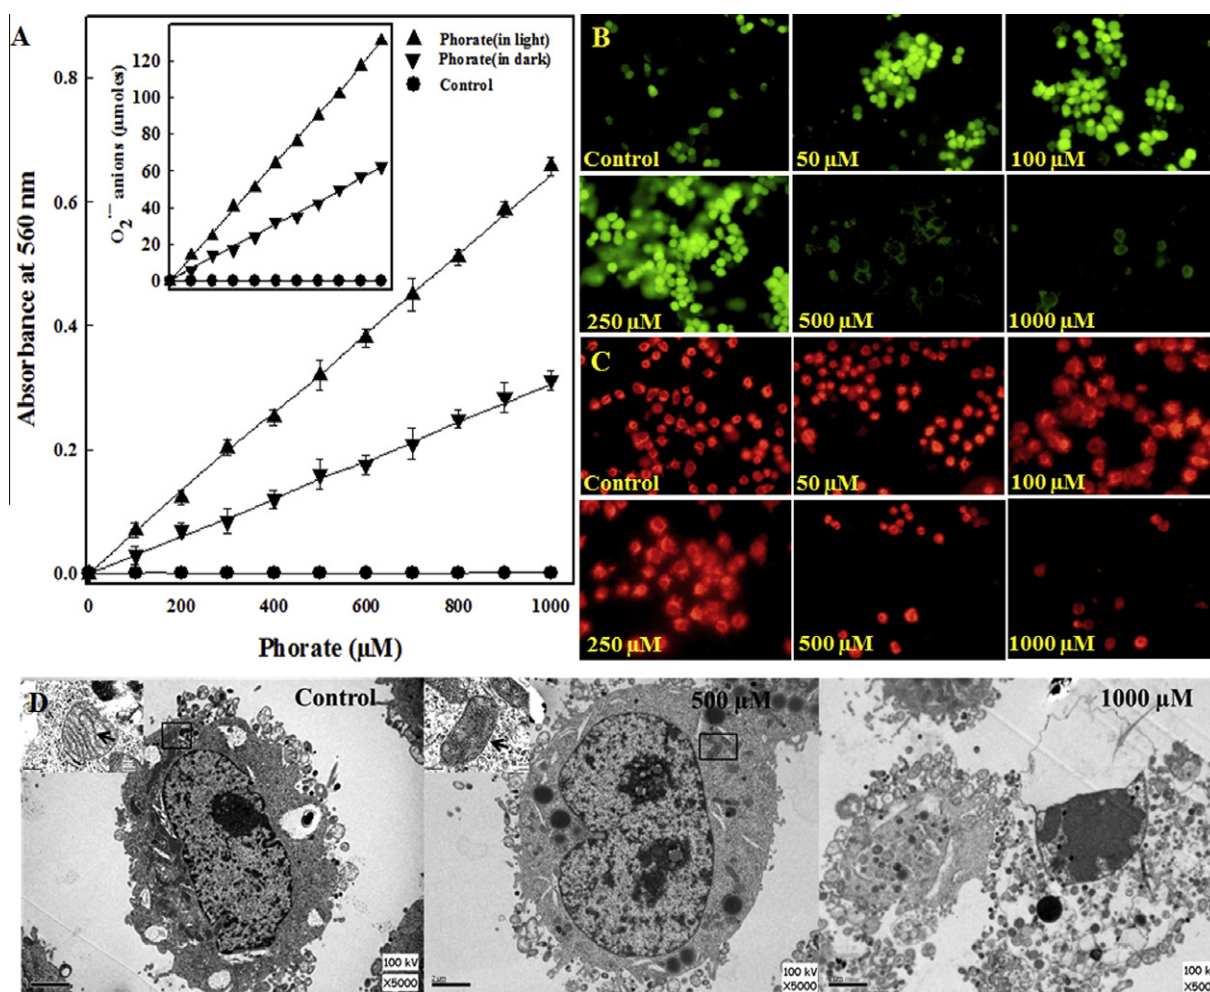 A
Phorate(in light)
Phorate(in dark)
Control
Absorbance at 560 nm
0.8
0.6
0.4
0.2
0.0
0 200 400 600 800 1000
Phorate (µM)
O2˙− anions (µmoles)
120
100
80
60
40
20
0
B
Control
50 µM
100 µM
250 µM
500 µM
1000 µM
C
Control
50 µM
100 µM
250 µM
500 µM
1000 µM
D
Control
500 µM
1000 µM
100 kV
X5000
2 µm
100 kV
X5000
100 kV